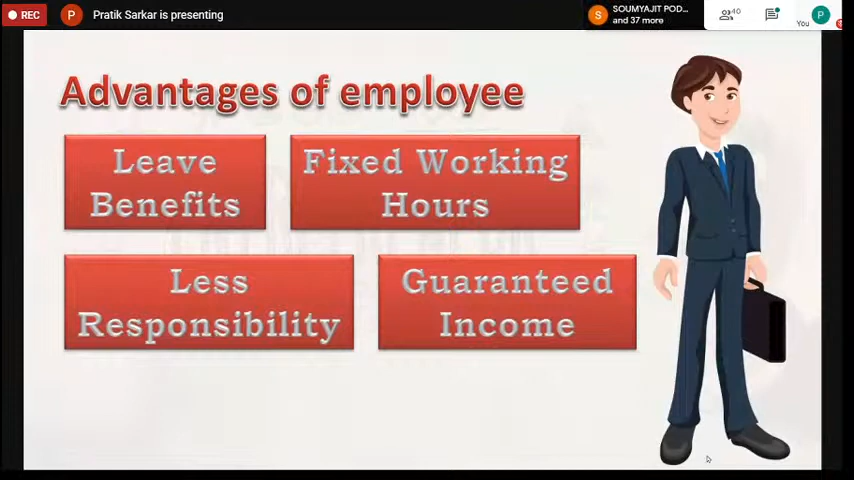 REC
P
Pratik Sarkar is presenting
S
SOUMYAJIT POD...
and 37 more
40
You
P
Advantages of employee
Leave
Benefits
Fixed Working
Hours
Less
Responsibility
Guaranteed
Income